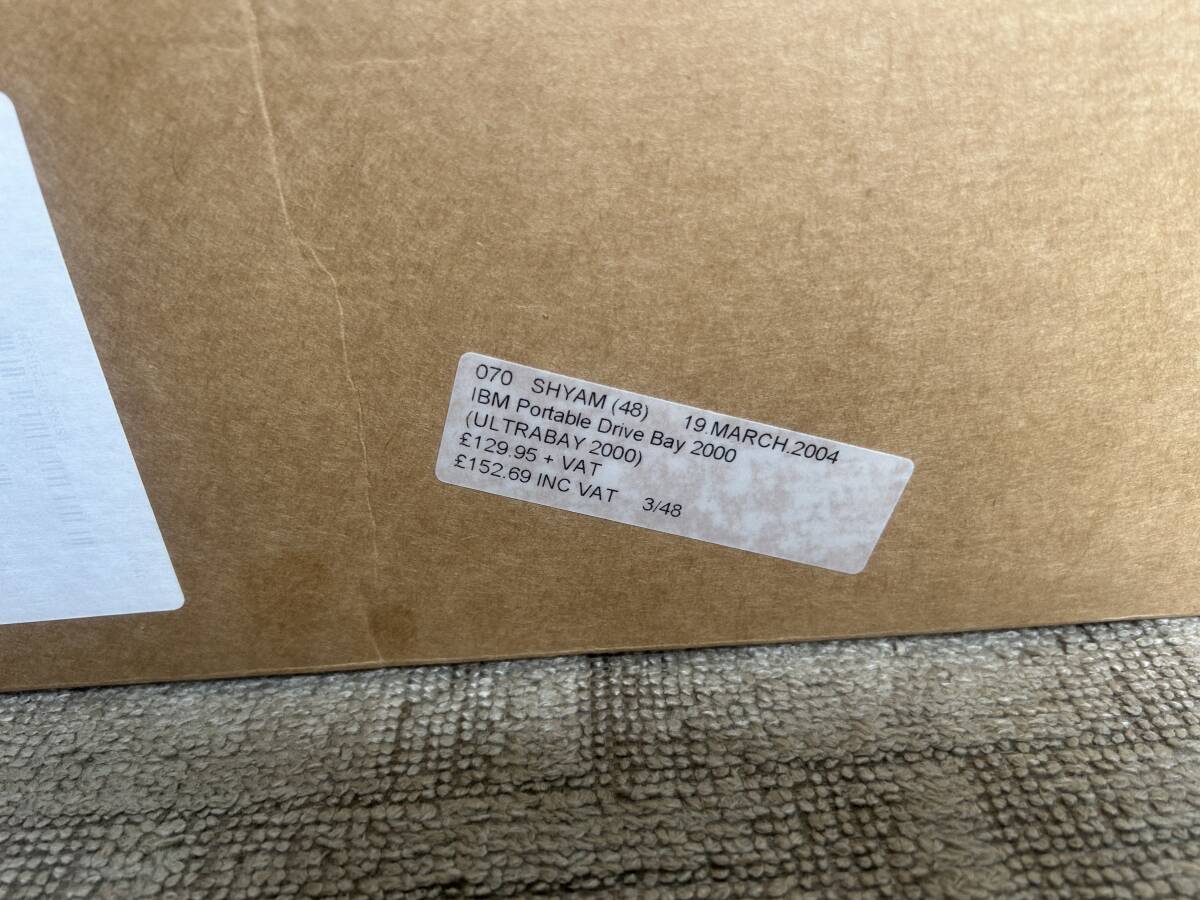 070 SHYAM (48) 19.MARCH.2004
IBM Portable Drive Bay 2000
(ULTRABAY 2000)
£129.95 + VAT
£152.69 INC VAT 3/48